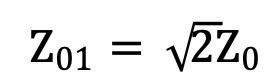 Z₀₁ = √2Z₀